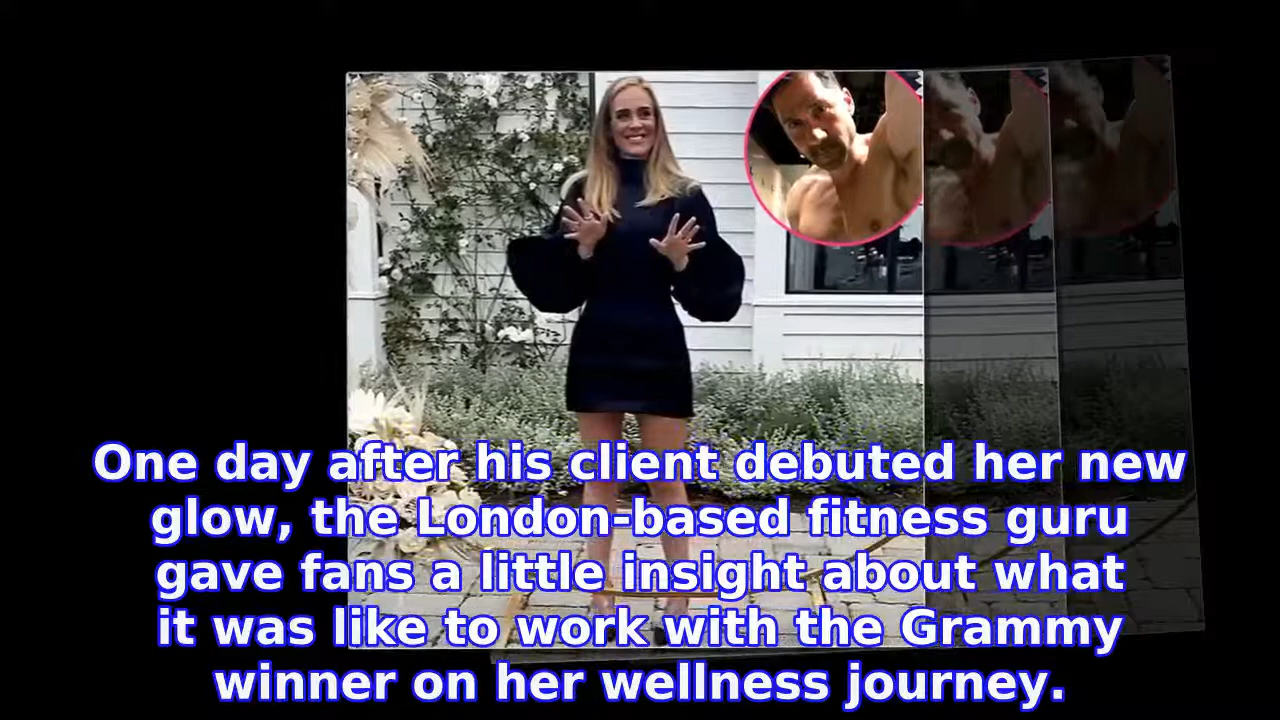 One day after his client debuted her new
glow, the London-based fitness guru
gave fans a little insight about what
it was like to work with the Grammy
winner on her wellness journey.